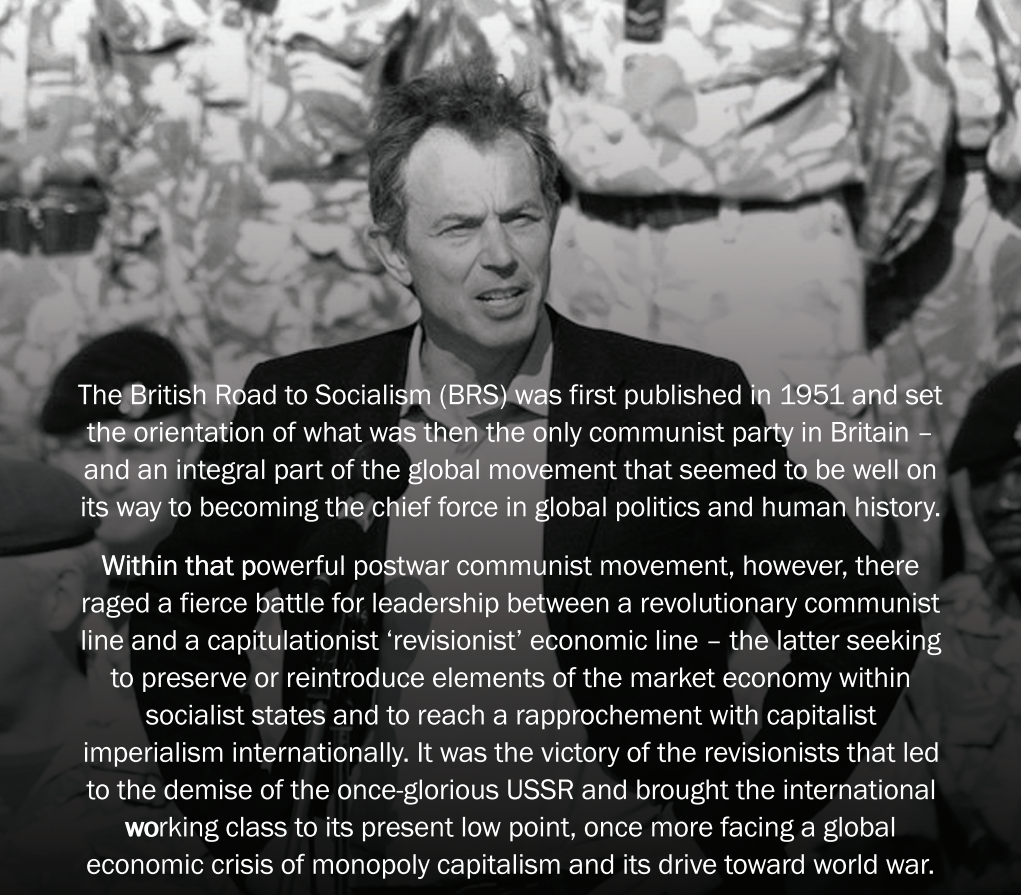 The British Road to Socialism (BRS) was first published in 1951 and set
the orientation of what was then the only communist party in Britain –
and an integral part of the global movement that seemed to be well on
its way to becoming the chief force in global politics and human history.
Within that powerful postwar communist movement, however, there
raged a fierce battle for leadership between a revolutionary communist
line and a capitulationist ‘revisionist’ economic line – the latter seeking
to preserve or reintroduce elements of the market economy within
socialist states and to reach a rapprochement with capitalist
imperialism internationally. It was the victory of the revisionists that led
to the demise of the once-glorious USSR and brought the international
working class to its present low point, once more facing a global
economic crisis of monopoly capitalism and its drive toward world war.